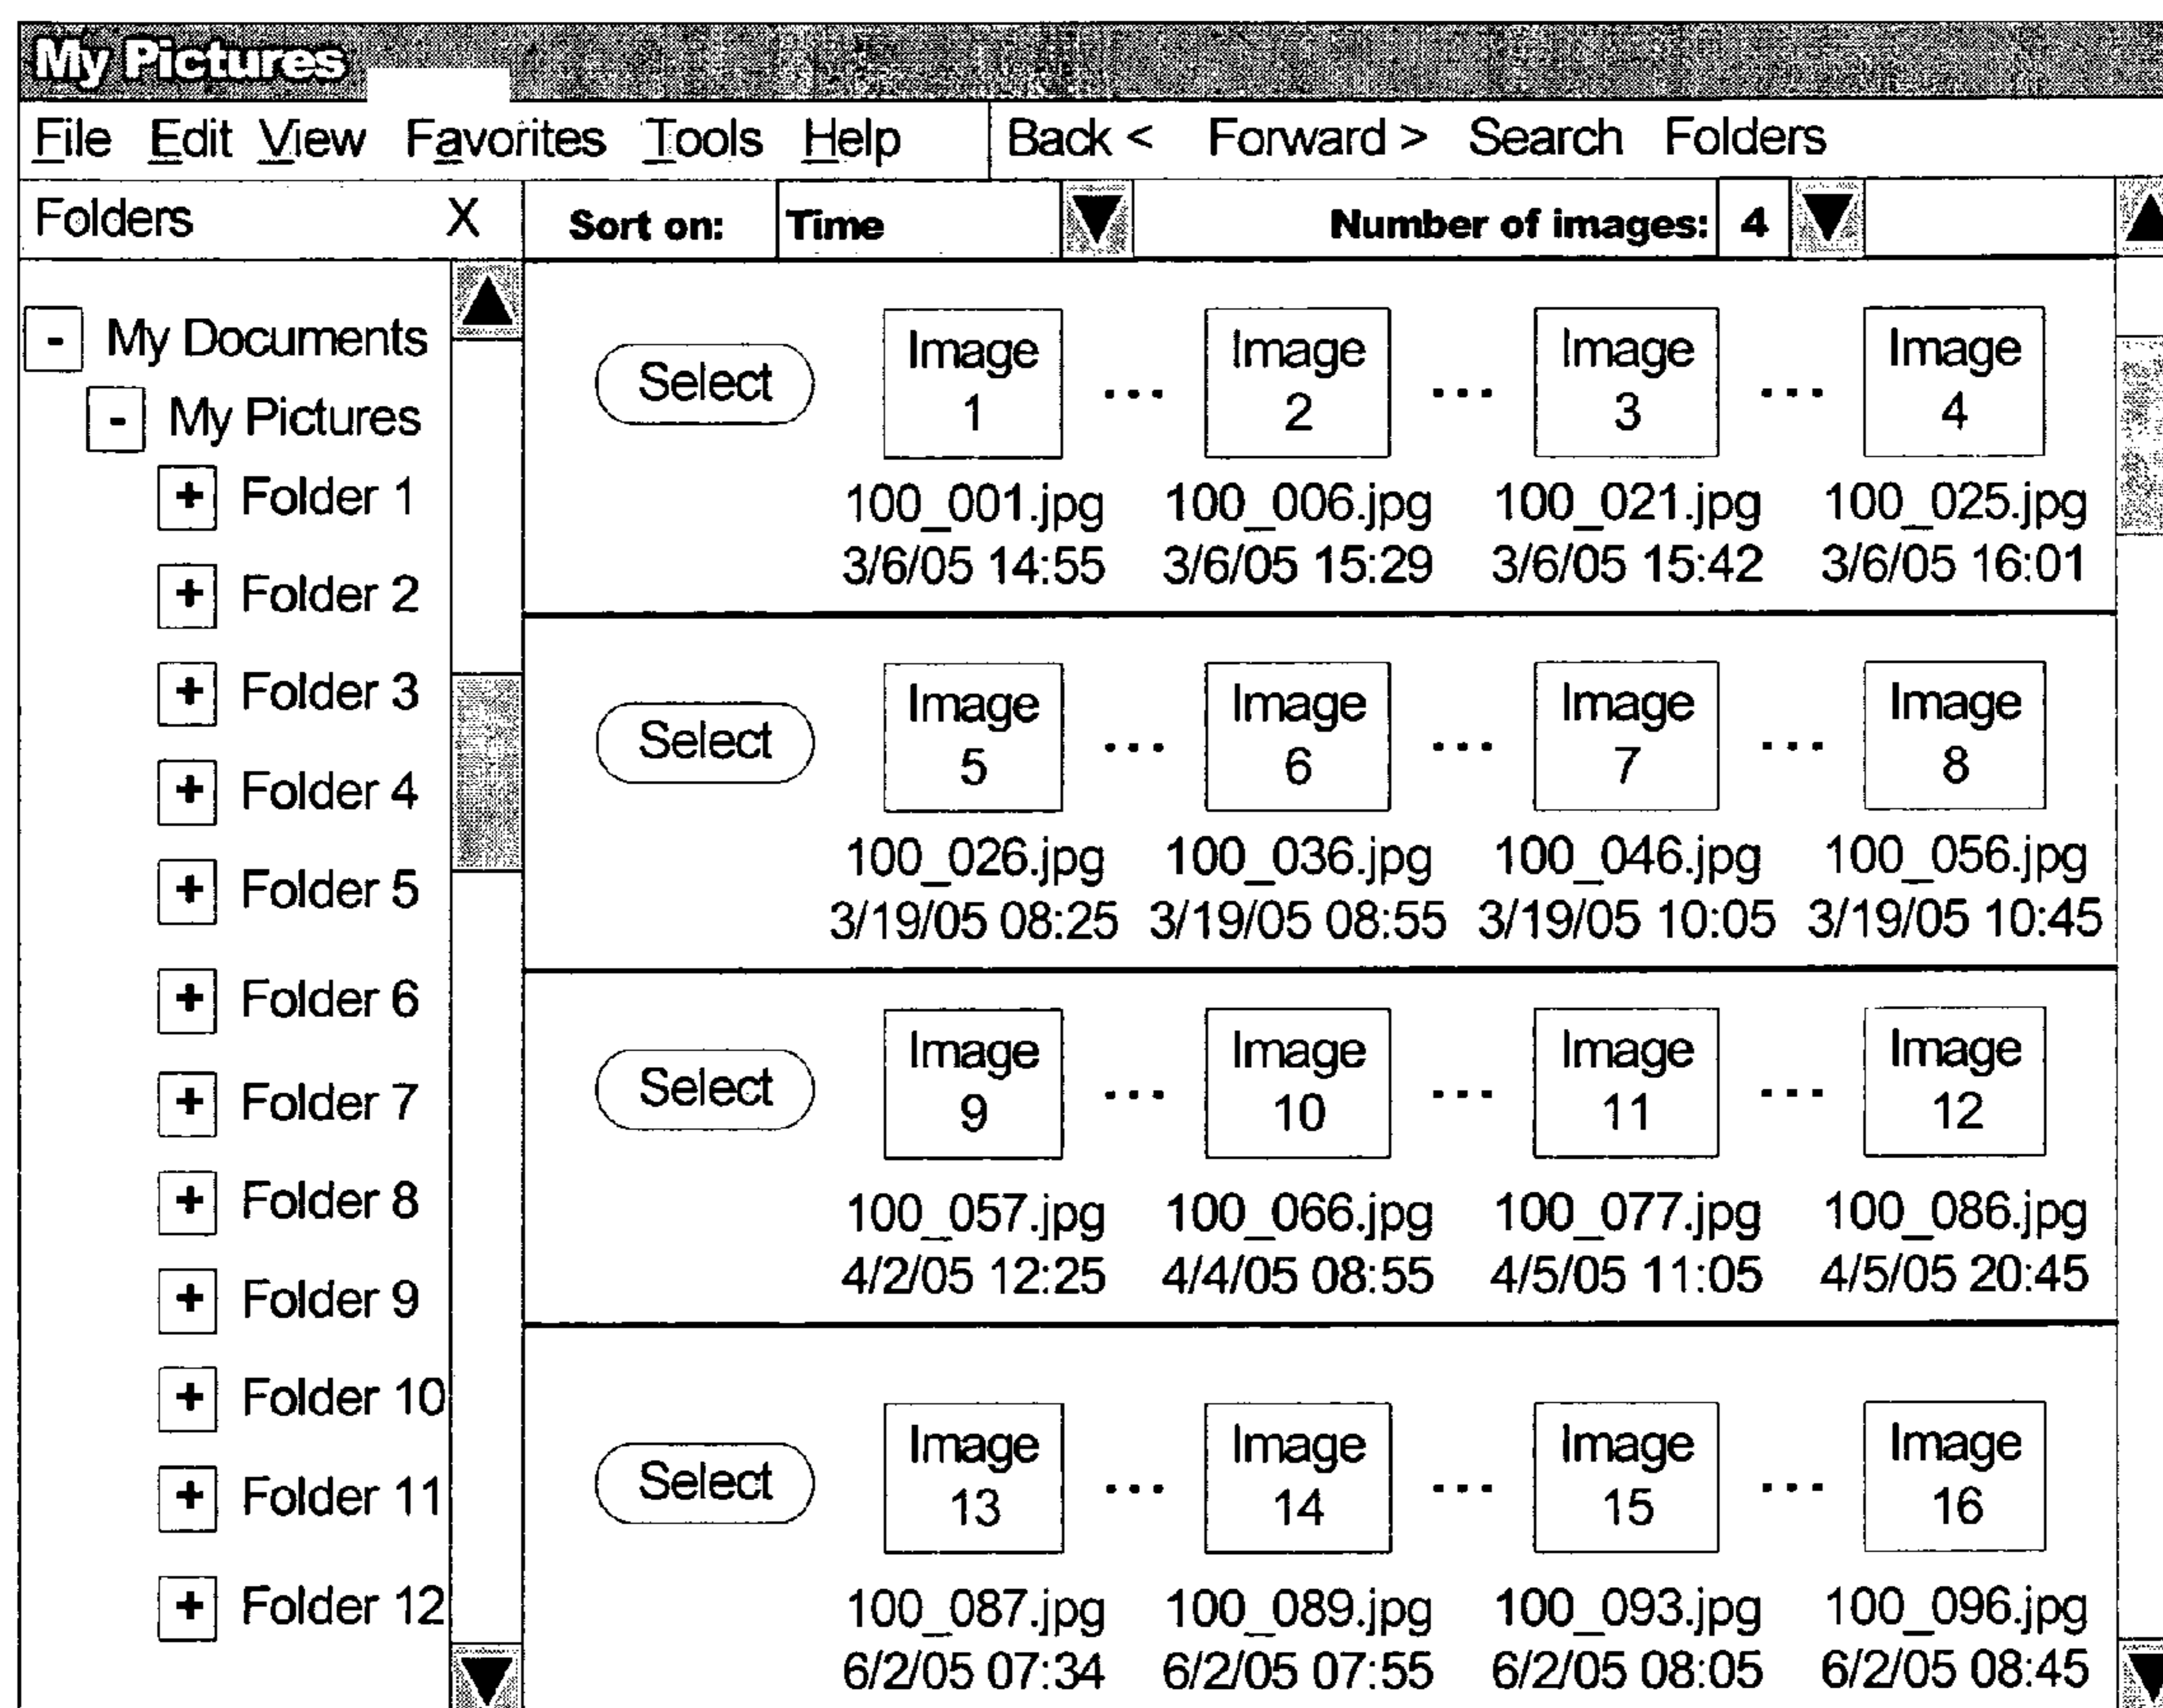 My Pictures
File Edit View Favorites Tools Help Back < Forward > Search Folders
Folders X Sort on: Time Number of images: 4
- My Documents
- My Pictures
+ Folder 1
+ Folder 2
+ Folder 3
+ Folder 4
+ Folder 5
+ Folder 6
+ Folder 7
+ Folder 8
+ Folder 9
+ Folder 10
+ Folder 11
+ Folder 12
Select Image 1 ... Image 2 ... Image 3 ... Image 4
100_001.jpg 100_006.jpg 100_021.jpg 100_025.jpg
3/6/05 14:55 3/6/05 15:29 3/6/05 15:42 3/6/05 16:01
Select Image 5 ... Image 6 ... Image 7 ... Image 8
100_026.jpg 100_036.jpg 100_046.jpg 100_056.jpg
3/19/05 08:25 3/19/05 08:55 3/19/05 10:05 3/19/05 10:45
Select Image 9 ... Image 10 ... Image 11 ... Image 12
100_057.jpg 100_066.jpg 100_077.jpg 100_086.jpg
4/2/05 12:25 4/4/05 08:55 4/5/05 11:05 4/5/05 20:45
Select Image 13 ... Image 14 ... Image 15 ... Image 16
100_087.jpg 100_089.jpg 100_093.jpg 100_096.jpg
6/2/05 07:34 6/2/05 07:55 6/2/05 08:05 6/2/05 08:45